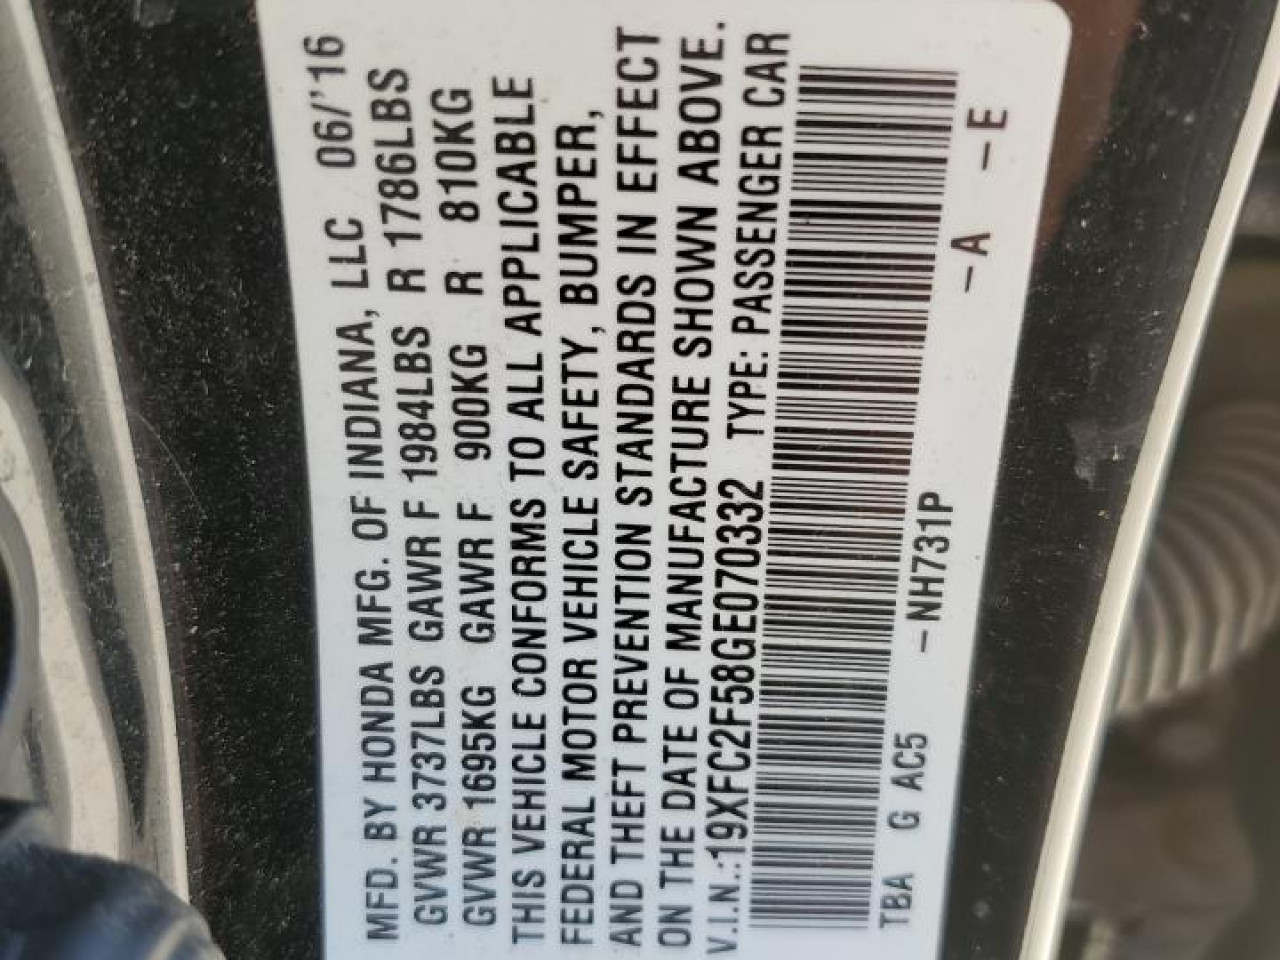 MFD. BY HONDA MFG. OF INDIANA, LLC 06/'16
GVWR 3737LBS GAWR F 1984LBS R 1786LBS
GVWR 1695KG GAWR F 900KG R 810KG
THIS VEHICLE CONFORMS TO ALL APPLICABLE
FEDERAL MOTOR VEHICLE SAFETY, BUMPER,
AND THEFT PREVENTION STANDARDS IN EFFECT
ON THE DATE OF MANUFACTURE SHOWN ABOVE.
V.I.N.:19XFC2F58GE070332 TYPE: PASSENGER CAR
TBA G AC5 -NH731P -A -E